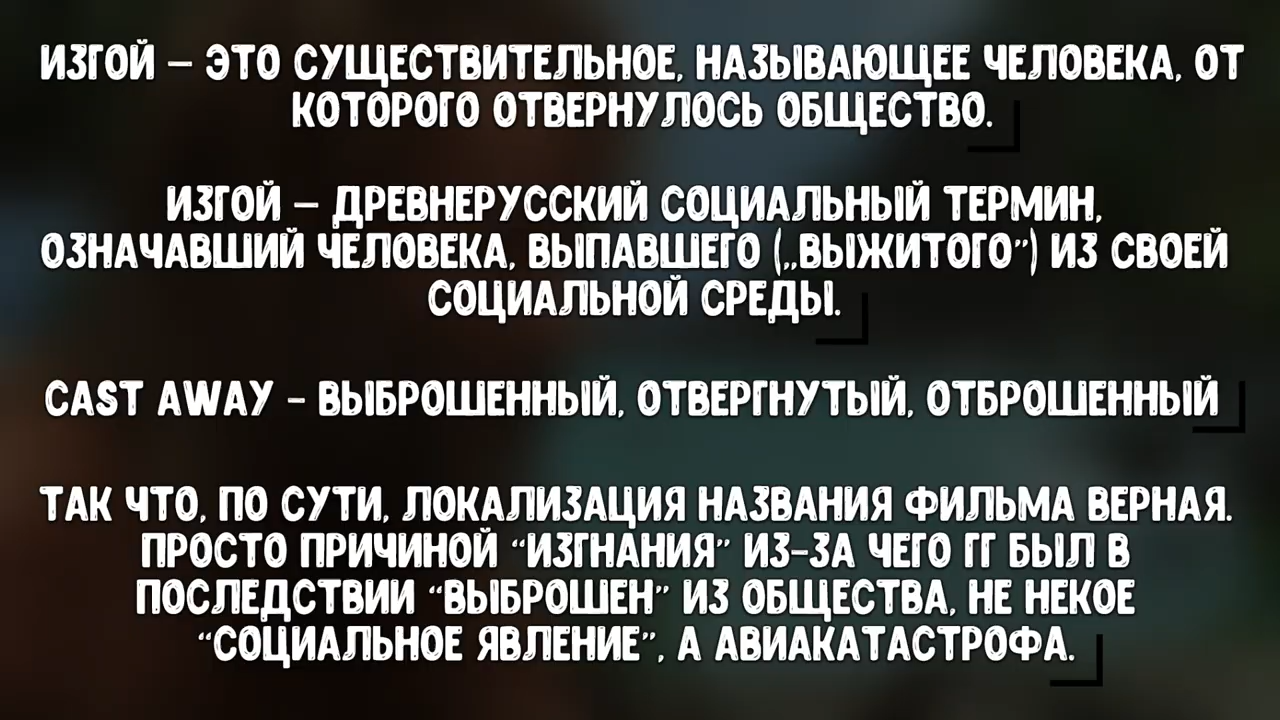 ИЗГОЙ – ЭТО СУЩЕСТВИТЕЛЬНОЕ, НАЗЫВАЮЩЕЕ ЧЕЛОВЕКА, ОТ
КОТОРОГО ОТВЕРНУЛОСЬ ОБЩЕСТВО.
ИЗГОЙ – ДРЕВНЕРУССКИЙ СОЦИАЛЬНЫЙ ТЕРМИН,
ОЗНАЧАВШИЙ ЧЕЛОВЕКА, ВЫПАВШЕГО („ВЫЖИТОГО”) ИЗ СВОЕЙ
СОЦИАЛЬНОЙ СРЕДЫ.
CAST AWAY - ВЫБРОШЕННЫЙ, ОТВЕРГНУТЫЙ, ОТБРОШЕННЫЙ
ТАК ЧТО, ПО СУТИ, ЛОКАЛИЗАЦИЯ НАЗВАНИЯ ФИЛЬМА ВЕРНАЯ.
ПРОСТО ПРИЧИНОЙ “ИЗГНАНИЯ” ИЗ-ЗА ЧЕГО ГГ БЫЛ В
ПОСЛЕДСТВИИ “ВЫБРОШЕН” ИЗ ОБЩЕСТВА, НЕ НЕКОЕ
“СОЦИАЛЬНОЕ ЯВЛЕНИЕ”, А АВИАКАТАСТРОФА.